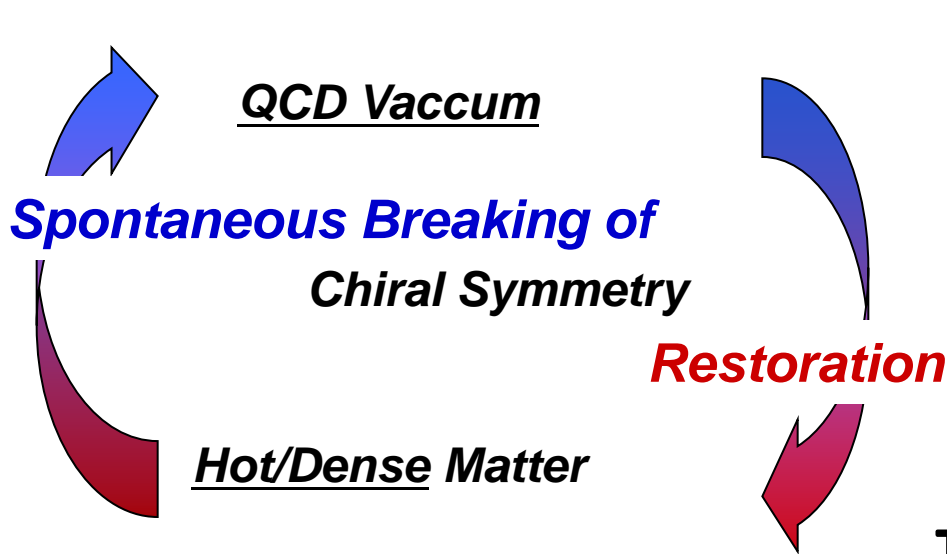 QCD Vaccum
Spontaneous Breaking of
Chiral Symmetry
Restoration
Hot/Dense Matter